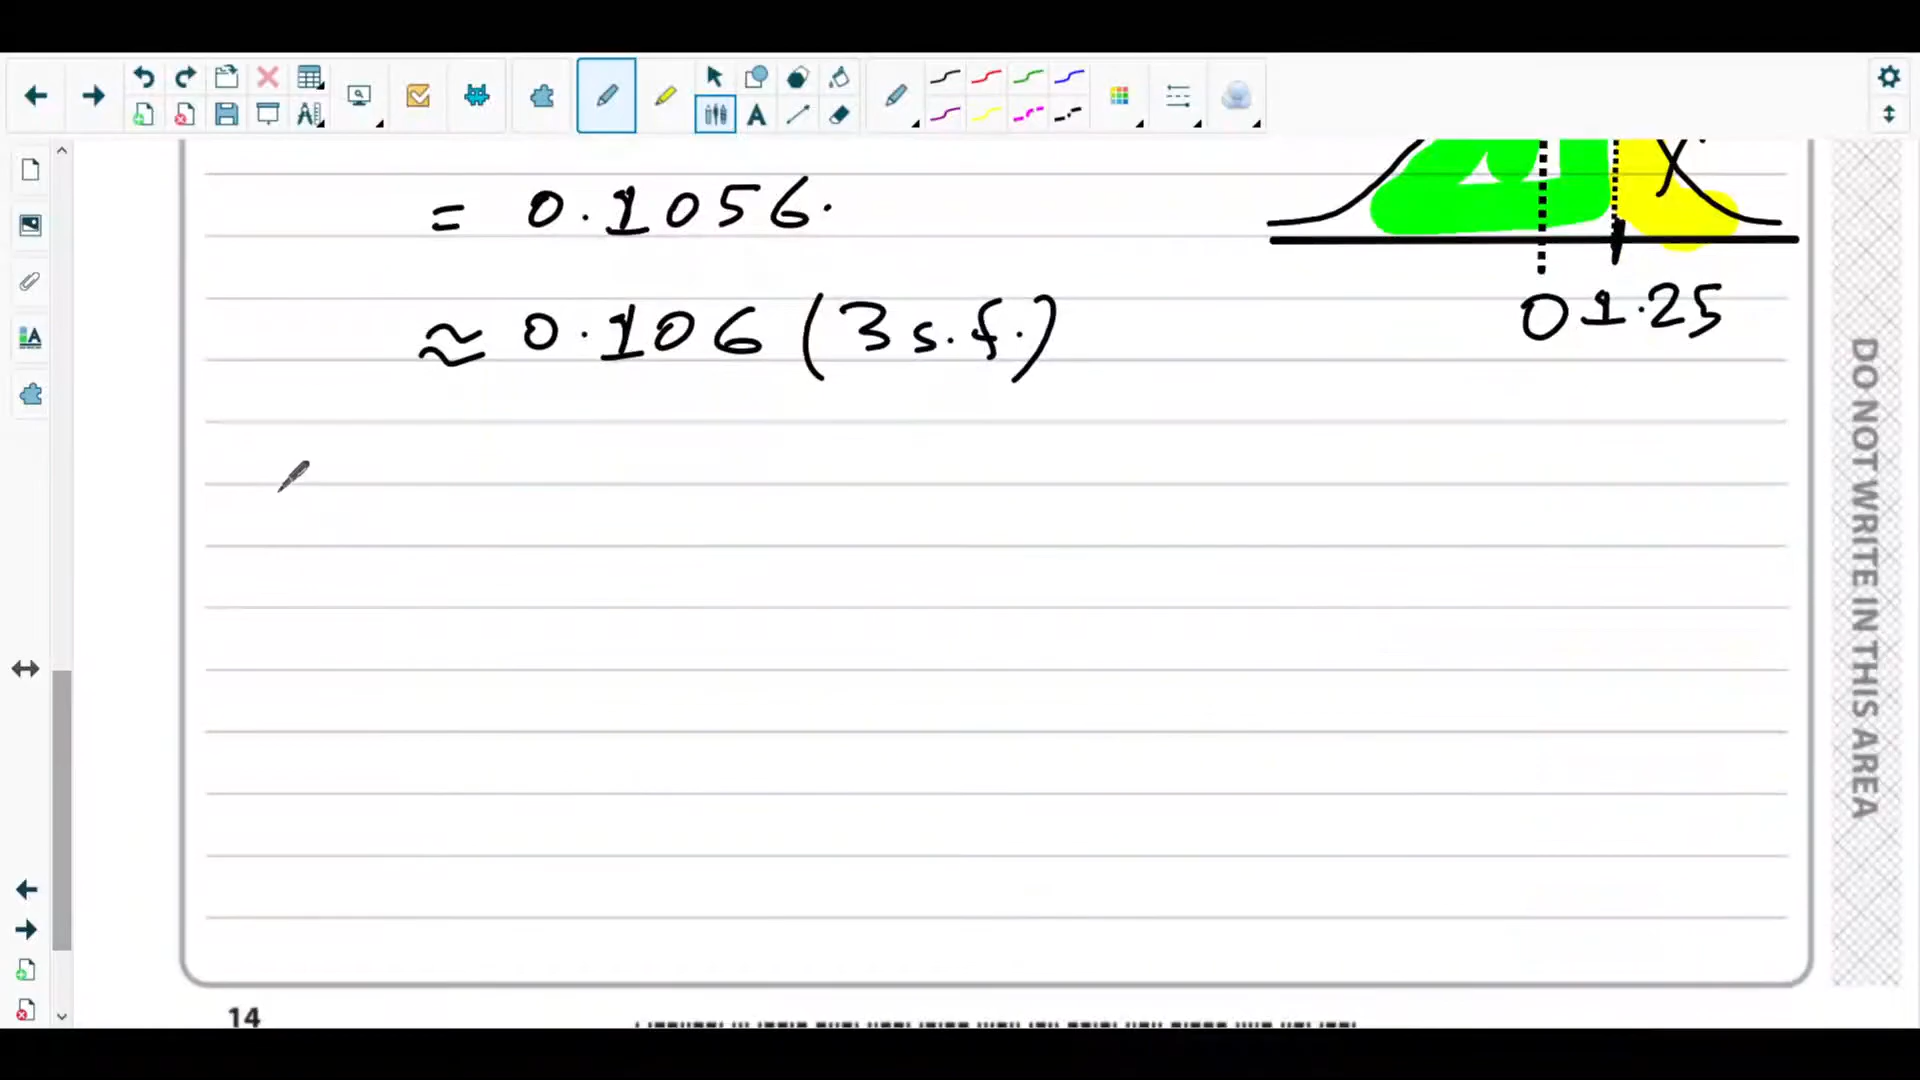 = 0.1056.
≈ 0.106 (3 s.f.)
0 1.25
DO NOT WRITE IN THIS AREA
14